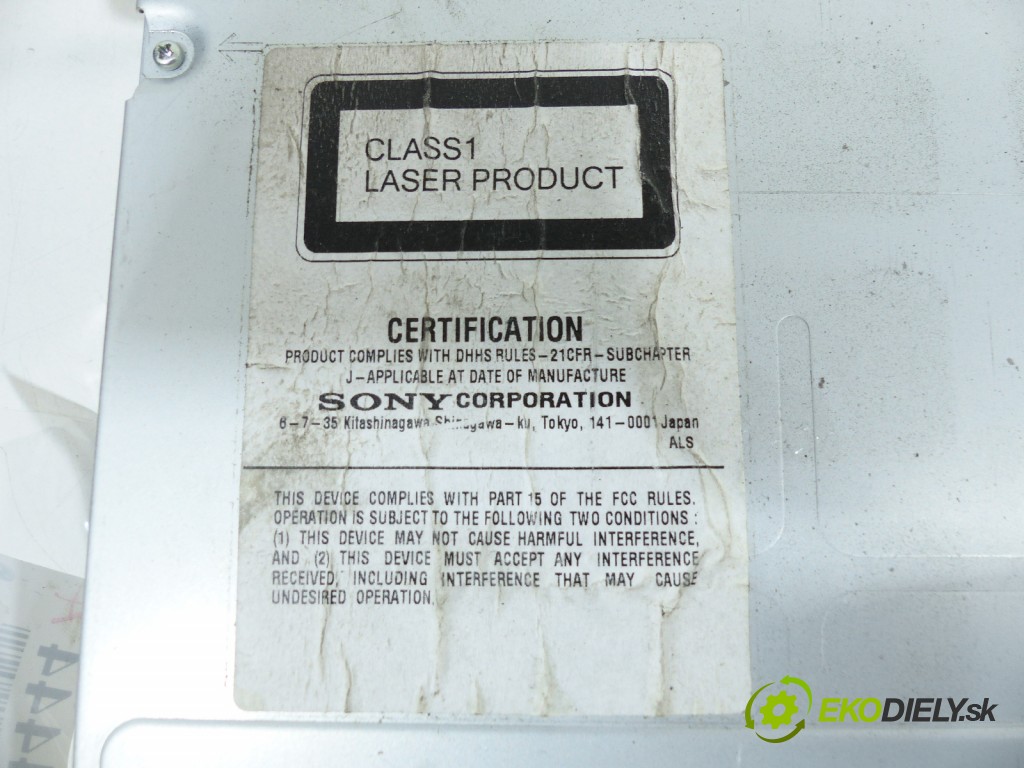 CLASS1
LASER PRODUCT
CERTIFICATION
PRODUCT COMPLIES WITH DHHS RULES-21CFR-SUBCHAPTER
J-APPLICABLE AT DATE OF MANUFACTURE
SONY CORPORATION
6-7-35 Kitashinagawa Shinagawa-ku, Tokyo, 141-0001 Japan
ALS
THIS DEVICE COMPLIES WITH PART 15 OF THE FCC RULES.
OPERATION IS SUBJECT TO THE FOLLOWING TWO CONDITIONS :
(1) THIS DEVICE MAY NOT CAUSE HARMFUL INTERFERENCE,
AND (2) THIS DEVICE MUST ACCEPT ANY INTERFERENCE
RECEIVED, INCLUDING INTERFERENCE THAT MAY CAUSE
UNDESIRED OPERATION.
EKODIELY.sk